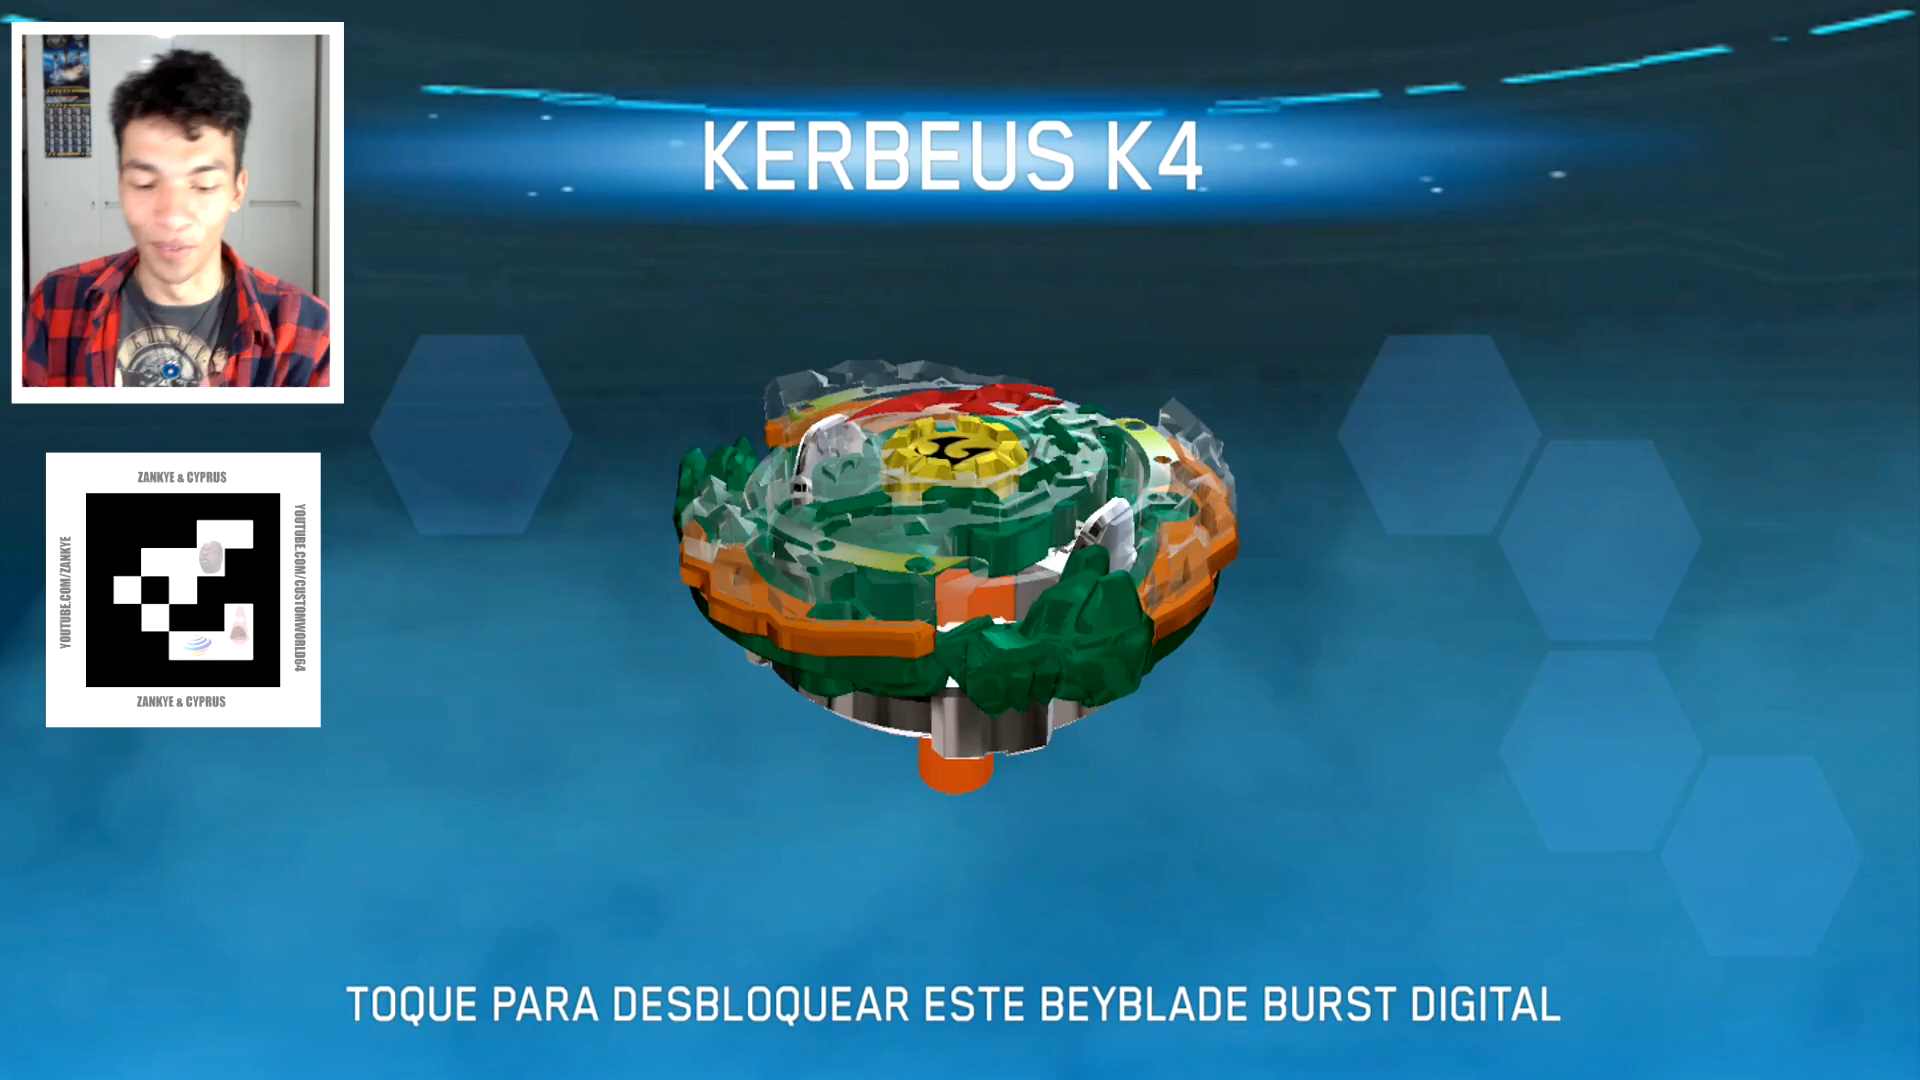 KERBEUS K4
GUNS N
ZANKYE & CYPRUS
YOUTUBE.COM/ZANKYE
YOUTUBE.COM/CUSTOMWORLD64
ZANKYE & CYPRUS
TOQUE PARA DESBLOQUEAR ESTE BEYBLADE BURST DIGITAL